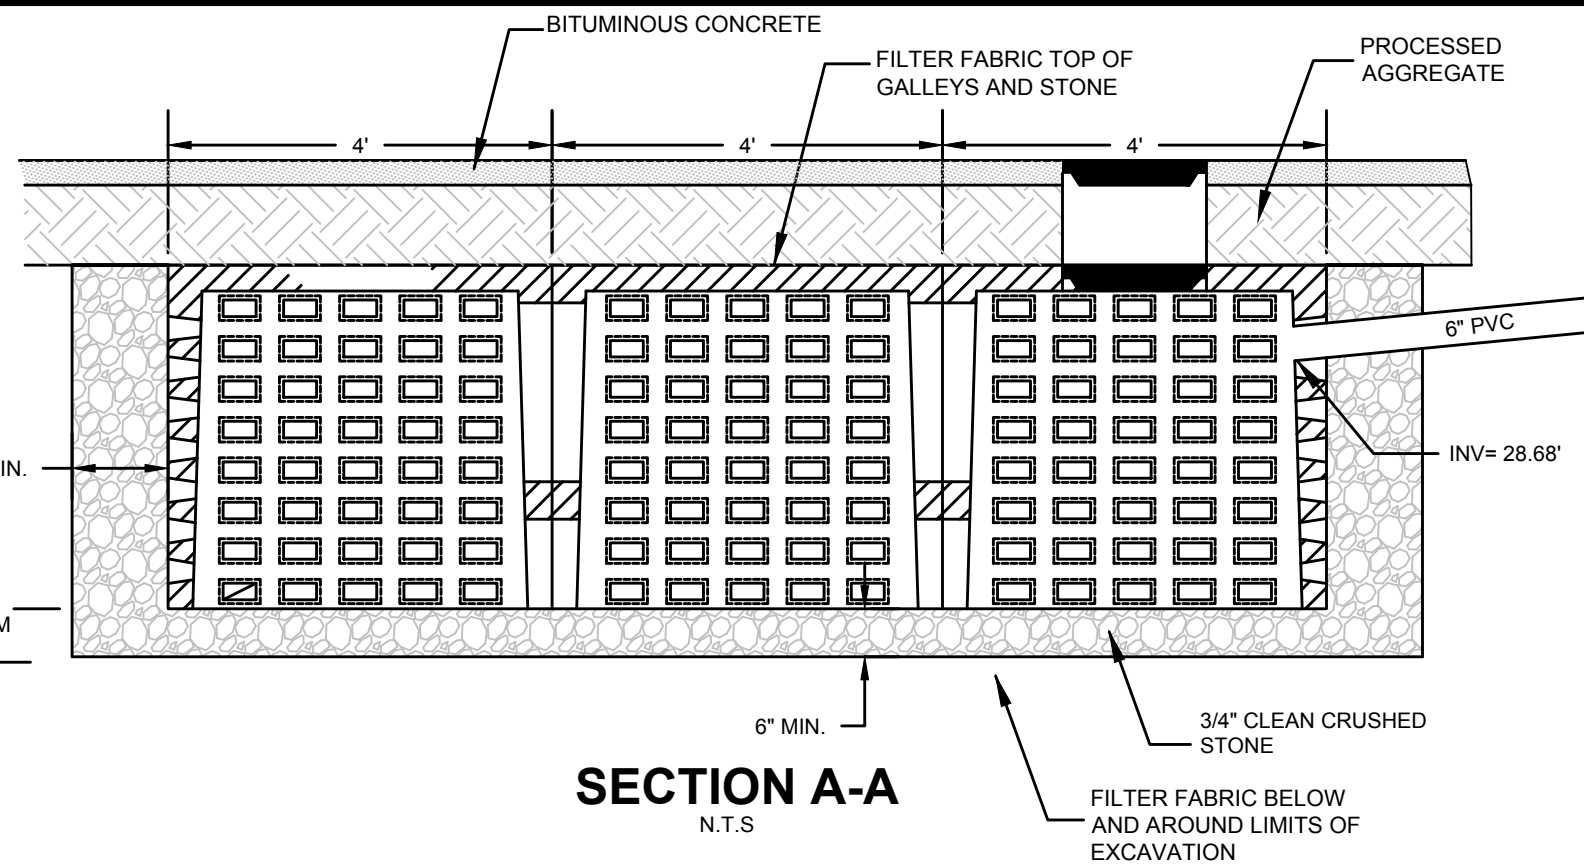 BITUMINOUS CONCRETE
FILTER FABRIC TOP OF
GALLEYS AND STONE
PROCESSED
AGGREGATE
4'
4'
4'
6" PVC
IN.
INV= 28.68'
M
6" MIN.
3/4" CLEAN CRUSHED
STONE
SECTION A-A
N.T.S
FILTER FABRIC BELOW
AND AROUND LIMITS OF
EXCAVATION